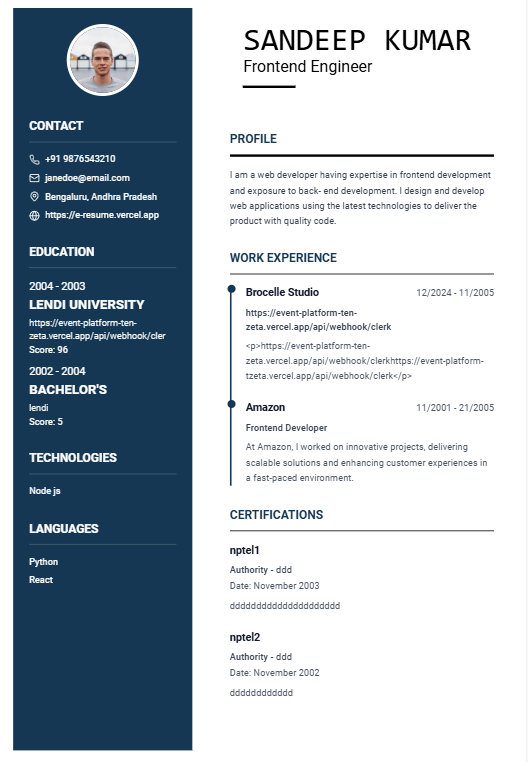 SANDEEP KUMAR
Frontend Engineer
CONTACT
+91 9876543210
janedoe@email.com
Bengaluru, Andhra Pradesh
https://e-resume.vercel.app
EDUCATION
2004 - 2003
LENDI UNIVERSITY
https://event-platform-ten-
zeta.vercel.app/api/webhook/cler
Score: 96
2002 - 2004
BACHELOR'S
lendi
Score: 5
TECHNOLOGIES
Node js
LANGUAGES
Python
React
PROFILE
I am a web developer having expertise in frontend development
and exposure to back- end development. I design and develop
web applications using the latest technologies to deliver the
product with quality code.
WORK EXPERIENCE
Brocelle Studio 12/2024 - 11/2005
https://event-platform-ten-
zeta.vercel.app/api/webhook/clerk
<p>https://event-platform-ten-
zeta.vercel.app/api/webhook/clerkhttps://event-platform-
tzeta.vercel.app/api/webhook/clerk</p>
Amazon 11/2001 - 21/2005
Frontend Developer
At Amazon, I worked on innovative projects, delivering
scalable solutions and enhancing customer experiences in
a fast-paced environment.
CERTIFICATIONS
nptel1
Authority - ddd
Date: November 2003
dddddddddddddddddddddd
nptel2
Authority - ddd
Date: November 2002
dddddddddddd